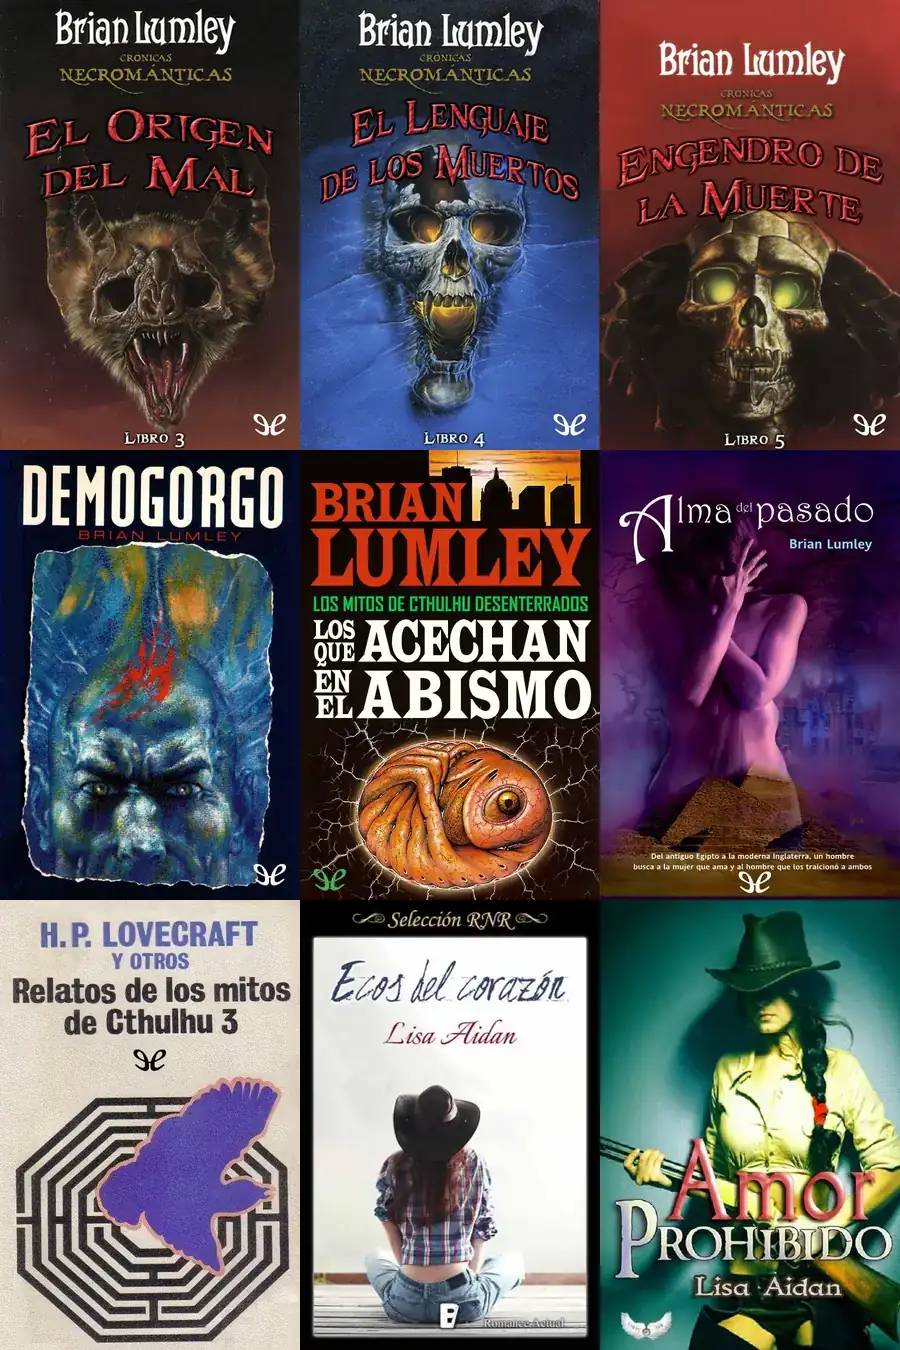 Brian Lumley
CRÓNICAS
NECROMÁNTICAS
EL ORIGEN
DEL MAL
LIBRO 3
Brian Lumley
CRÓNICAS
NECROMÁNTICAS
EL LENGUAJE
DE LOS MUERTOS
LIBRO 4
Brian Lumley
CRÓNICAS
NECROMÁNTICAS
ENGENDRO DE
LA MUERTE
LIBRO 5
DEMOGORGO
BRIAN LUMLEY
BRIAN
LUMLEY
LOS MITOS DE CTHULHU DESENTERRADOS
LOS QUE ACECHAN
EN EL ABISMO
Alma del pasado
Brian Lumley
Del antiguo Egipto a la moderna Inglaterra, un hombre
busca a la mujer que ama y al hombre que los traicionó a ambos
H.P. LOVECRAFT
Y OTROS
Relatos de los mitos
de Cthulhu 3
Selección RNR
Ecos del corazón
Lisa Aidan
B
Romance Actual
Amor
PROHIBIDO
Lisa Aidan